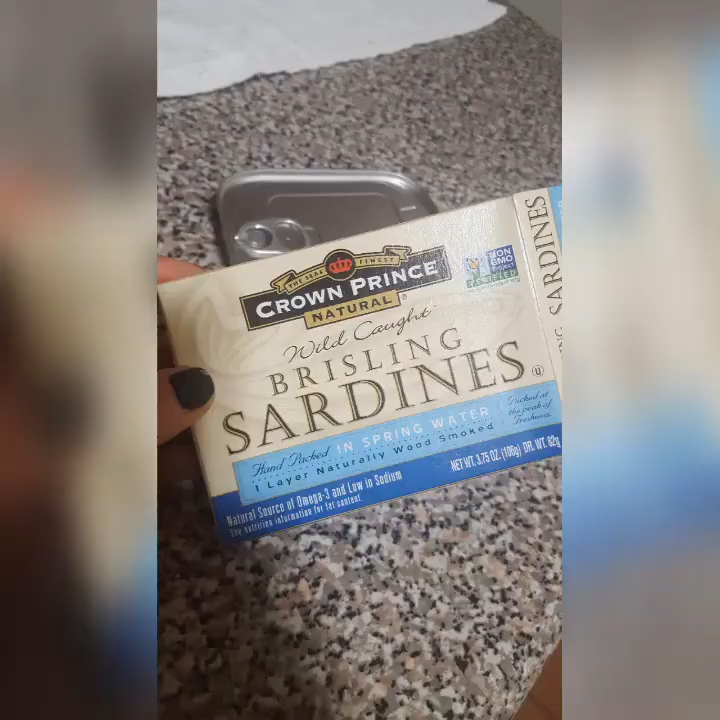 THE SEAL FINEST
CROWN PRINCE
NATURAL®
NON
GMO
Project
VERIFIED
Wild Caught
BRISLING
SARDINES
Hand Packed IN SPRING WATER
1 Layer Naturally Wood Smoked
Packed at
the peak of
Freshness
Natural Source of Omega-3 and Low in Sodium
See nutrition information for fat content
NET WT. 3.75 OZ. (106g) DR. WT. 92g
SARDINES